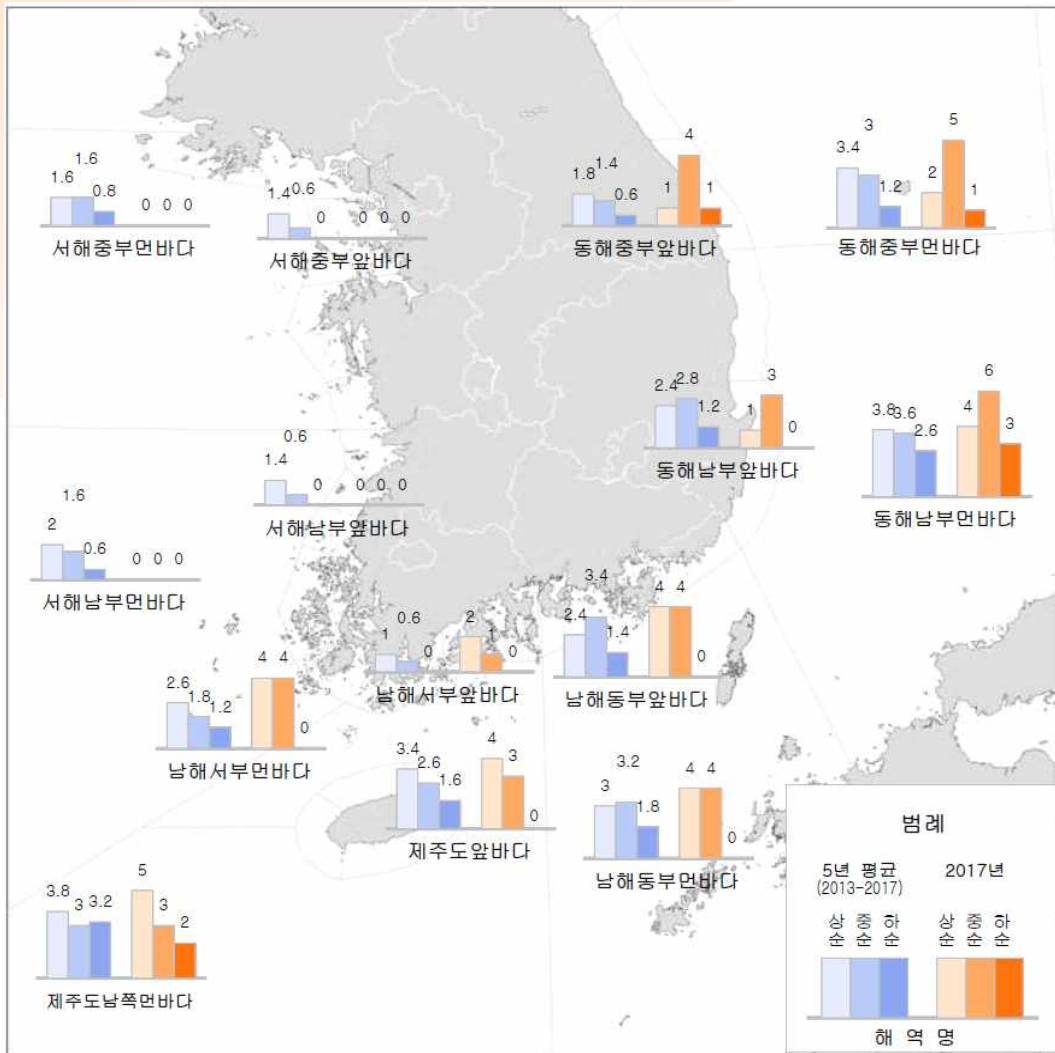 1.6 1.6 0.8 0 0 0
서해중부먼바다
1.4 0.6 0 0 0 0
서해중부앞바다
1.8 1.4 0.6 1 4 1
동해중부앞바다
3.4 3 1.2 2 5 1
동해중부먼바다
2.4 2.8 1.2 1 3 0
동해남부앞바다
3.8 3.6 2.6 4 6 3
동해남부먼바다
1.4 0.6 0 0 0 0
서해남부앞바다
2 1.6 0.6 0 0 0
서해남부먼바다
1 0.6 0 2 1 0
남해서부앞바다
2.4 3.4 1.4 4 4 0
남해동부앞바다
2.6 1.8 1.2 4 4 0
남해서부먼바다
3.4 2.6 1.6 4 3 0
제주도앞바다
3 3.2 1.8 4 4 0
남해동부먼바다
3.8 3 3.2 5 3 2
제주도남쪽먼바다
범례
5년 평균 2017년
(2013-2017)
상순 중순 하순 상순 중순 하순
해 역 명